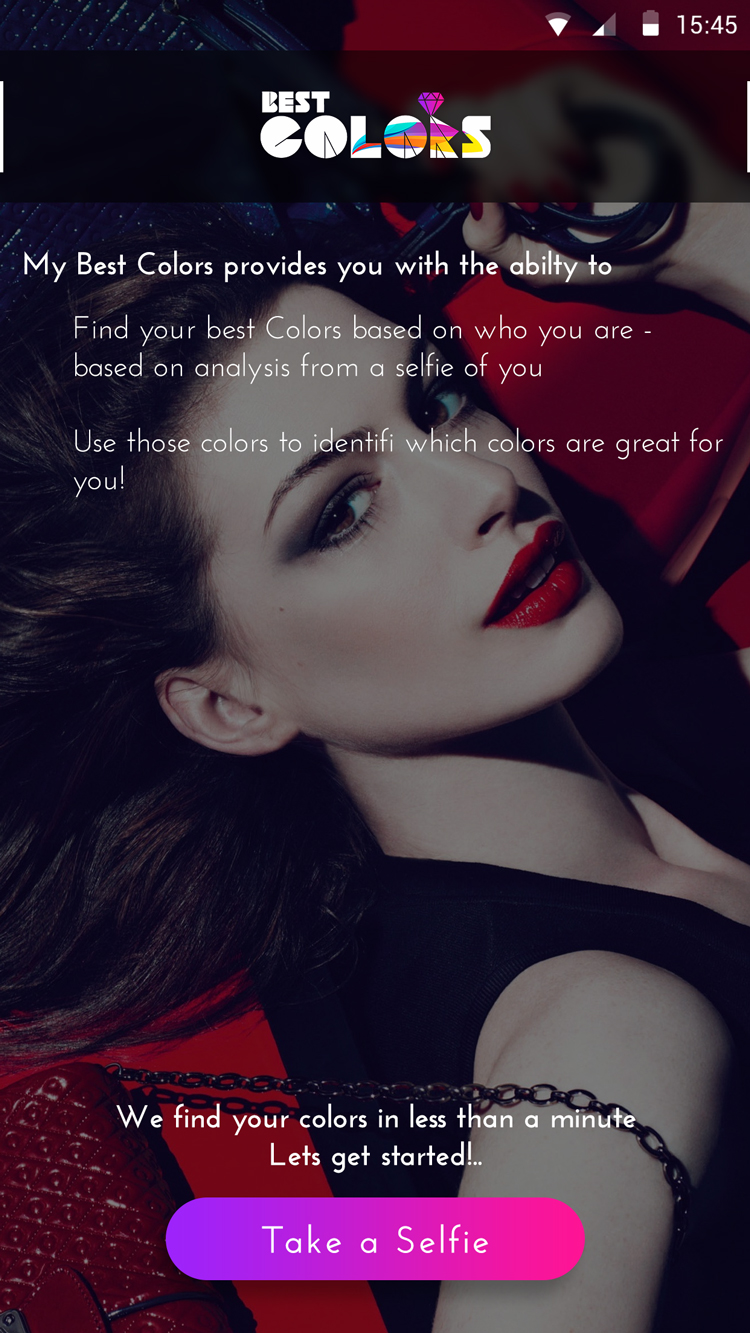 15:45
BEST
COLORS
My Best Colors provides you with the abilty to
Find your best Colors based on who you are -
based on analysis from a selfie of you
Use those colors to identifi which colors are great for
you!
We find your colors in less than a minute
Lets get started!..
Take a Selfie